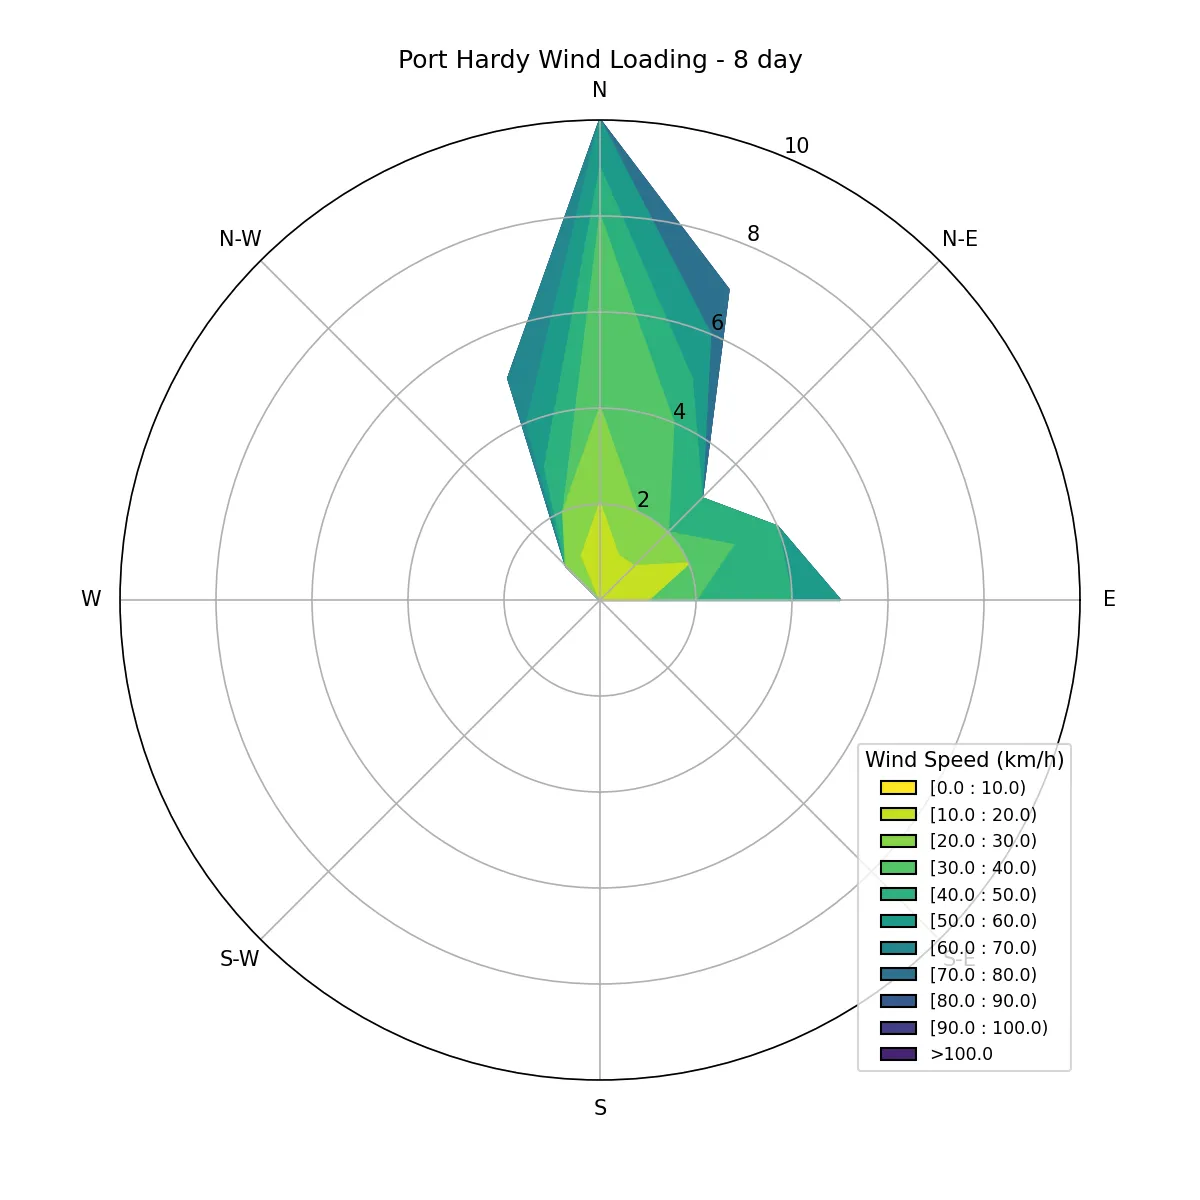 Port Hardy Wind Loading - 8 day
N
10
N-W
8
N-E
6
4
2
W
E
Wind Speed (km/h)
[0.0 : 10.0)
[10.0 : 20.0)
[20.0 : 30.0)
[30.0 : 40.0)
[40.0 : 50.0)
[50.0 : 60.0)
[60.0 : 70.0)
[70.0 : 80.0)
[80.0 : 90.0)
[90.0 : 100.0)
>100.0
S-W
S-E
S